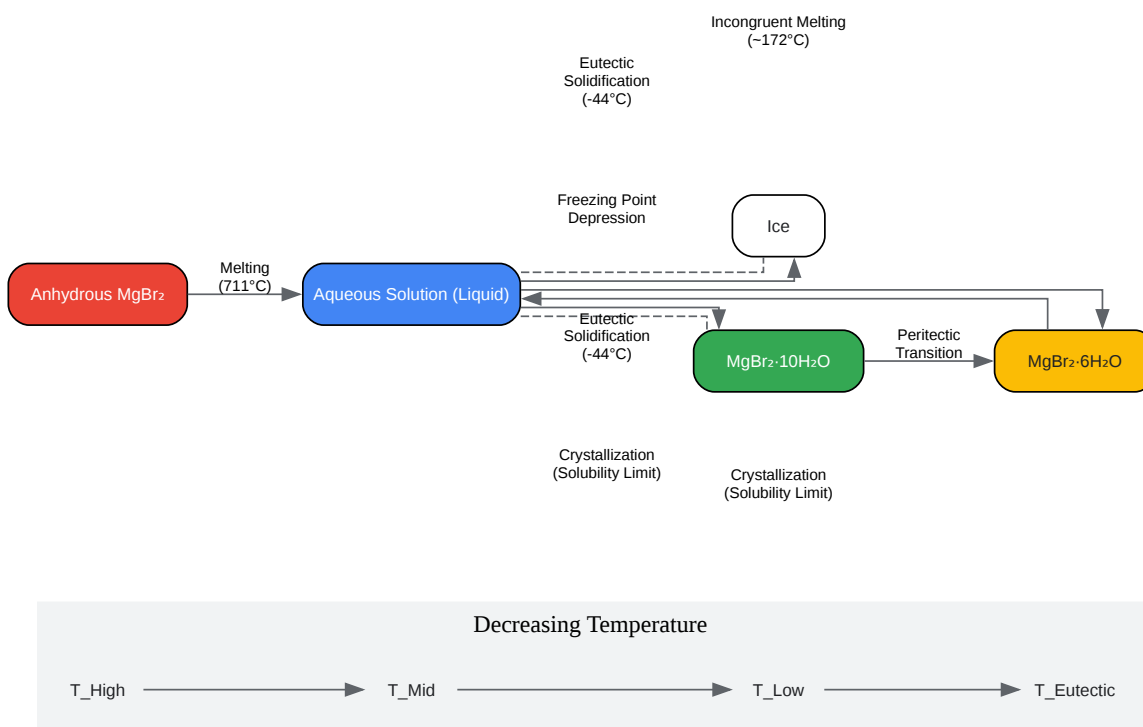 Incongruent Melting
(~172°C)
Eutectic
Solidification
(-44°C)
Freezing Point
Depression
Ice
Melting
(711°C)
Anhydrous MgBr₂
Aqueous Solution (Liquid)
Eutectic
Solidification
(-44°C)
MgBr₂·10H₂O
Peritectic
Transition
MgBr₂·6H₂O
Crystallization
(Solubility Limit)
Crystallization
(Solubility Limit)
Decreasing Temperature
T_High
T_Mid
T_Low
T_Eutectic